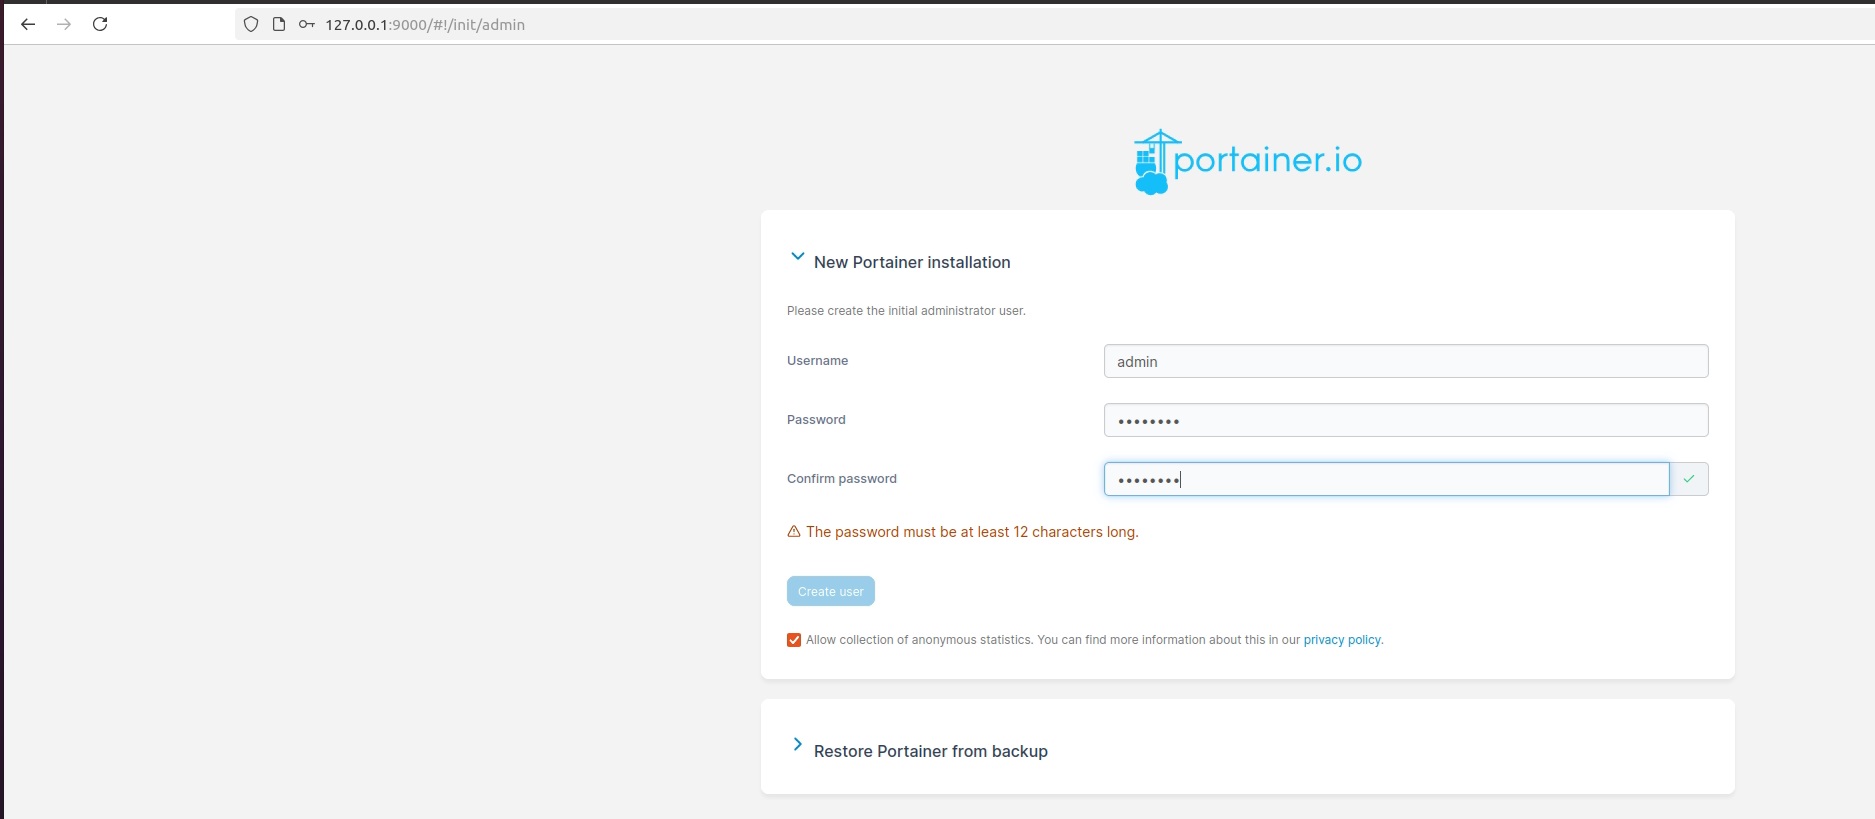 127.0.0.1:9000/#!/init/admin
portainer.io
New Portainer installation
Please create the initial administrator user.
Username
admin
Password
••••••••
Confirm password
••••••••
The password must be at least 12 characters long.
Create user
Allow collection of anonymous statistics. You can find more information about this in our privacy policy.
Restore Portainer from backup